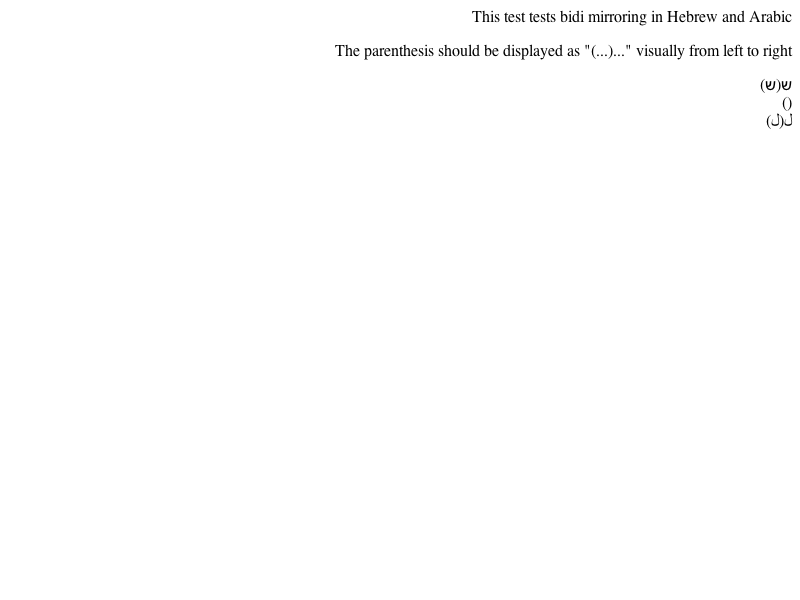 This test tests bidi mirroring in Hebrew and Arabic
The parenthesis should be displayed as "(...)..." visually from left to right
ש(ש)
()
ل(ل)